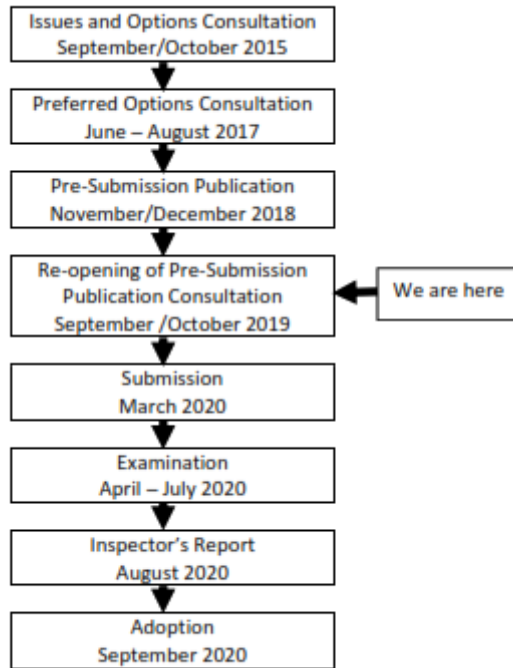 Issues and Options Consultation
September/October 2015
Preferred Options Consultation
June – August 2017
Pre-Submission Publication
November/December 2018
Re-opening of Pre-Submission
Publication Consultation
September /October 2019
We are here
Submission
March 2020
Examination
April – July 2020
Inspector's Report
August 2020
Adoption
September 2020